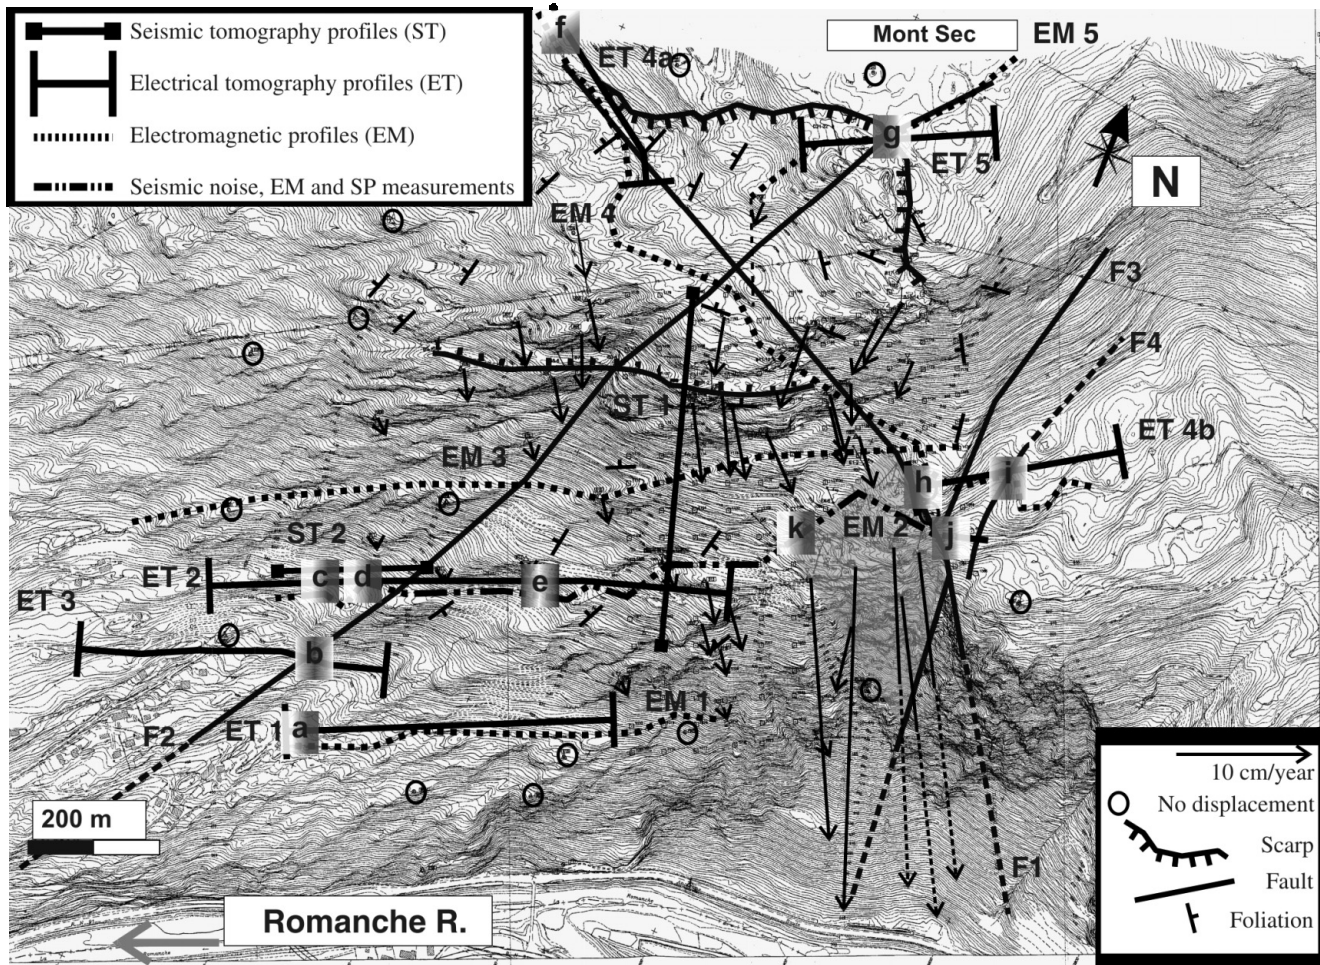 Seismic tomography profiles (ST)
Electrical tomography profiles (ET)
Electromagnetic profiles (EM)
Seismic noise, EM and SP measurements
f
ET 4a
Mont Sec
EM 5
g
ET 5
N
EM 4
F3
F4
ST 1
ET 4b
EM 3
h
i
k
EM 2
j
ST 2
ET 2
c
d
e
ET 3
b
EM 1
F2
ET 1
a
200 m
F1
10 cm/year
No displacement
Scarp
Fault
Foliation
Romanche R.
Romanche
Romanche